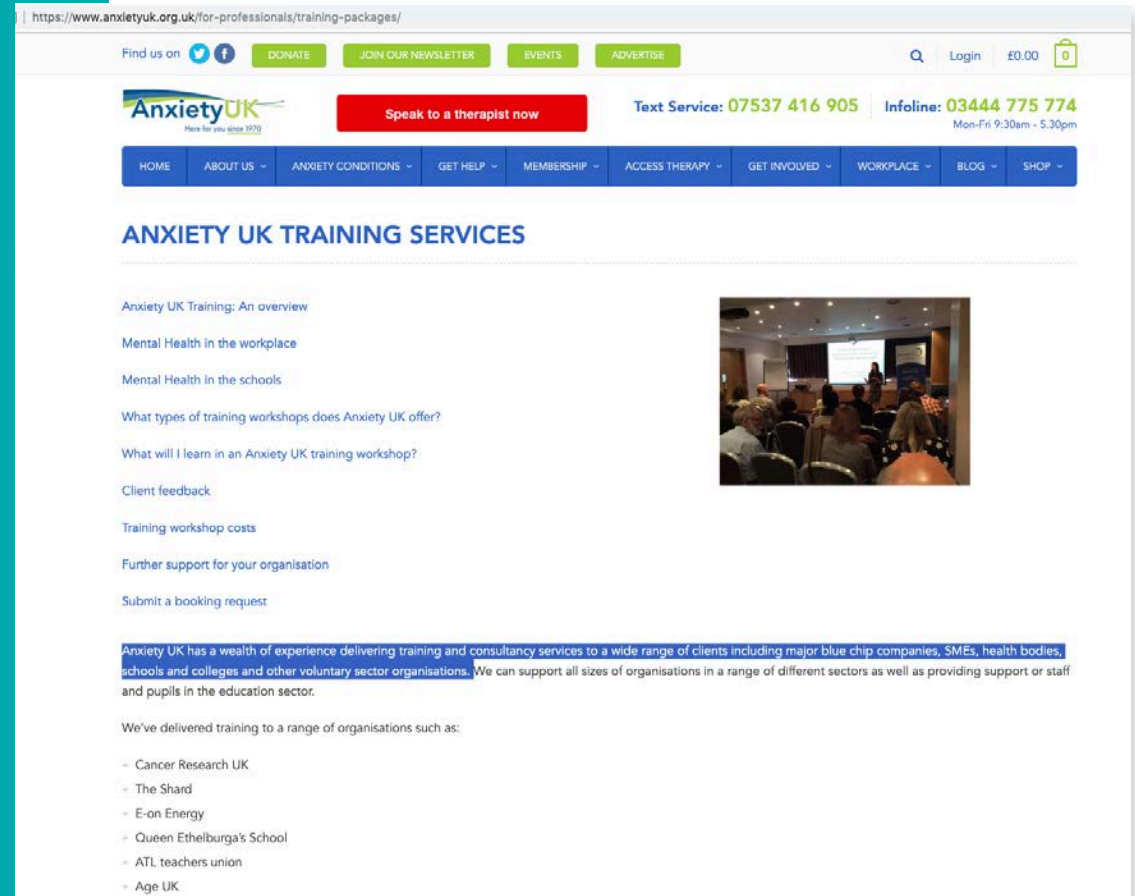 https://www.anxietyuk.org.uk/for-professionals/training-packages/
Find us on DONATE JOIN OUR NEWSLETTER EVENTS ADVERTISE Login £0.00 0
AnxietyUK
Here for you since 1970
Speak to a therapist now
Text Service: 07537 416 905 Infoline: 03444 775 774
Mon-Fri 9:30am - 5.30pm
HOME ABOUT US ANXIETY CONDITIONS GET HELP MEMBERSHIP ACCESS THERAPY GET INVOLVED WORKPLACE BLOG SHOP
ANXIETY UK TRAINING SERVICES
Anxiety UK Training: An overview
Mental Health in the workplace
Mental Health in the schools
What types of training workshops does Anxiety UK offer?
What will I learn in an Anxiety UK training workshop?
Client feedback
Training workshop costs
Further support for your organisation
Submit a booking request
Anxiety UK has a wealth of experience delivering training and consultancy services to a wide range of clients including major blue chip companies, SMEs, health bodies,
schools and colleges and other voluntary sector organisations. We can support all sizes of organisations in a range of different sectors as well as providing support or staff
and pupils in the education sector.
We've delivered training to a range of organisations such as:
Cancer Research UK
The Shard
E-on Energy
Queen Ethelburga's School
ATL teachers union
Age UK